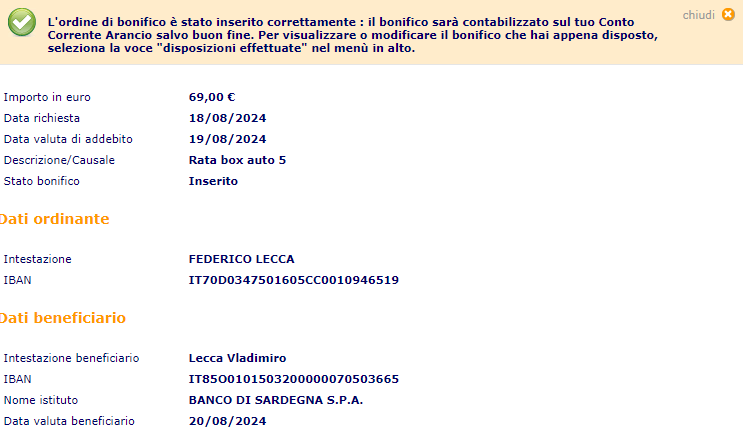 chiudi
L'ordine di bonifico è stato inserito correttamente : il bonifico sarà contabilizzato sul tuo Conto
Corrente Arancio salvo buon fine. Per visualizzare o modificare il bonifico che hai appena disposto,
seleziona la voce "disposizioni effettuate" nel menù in alto.
Importo in euro 69,00 €
Data richiesta 18/08/2024
Data valuta di addebito 19/08/2024
Descrizione/Causale Rata box auto 5
Stato bonifico Inserito
Dati ordinante
Intestazione FEDERICO LECCA
IBAN IT70D0347501605CC0010946519
Dati beneficiario
Intestazione beneficiario Lecca Vladimiro
IBAN IT85O0101503200000070503665
Nome istituto BANCO DI SARDEGNA S.P.A.
Data valuta beneficiario 20/08/2024